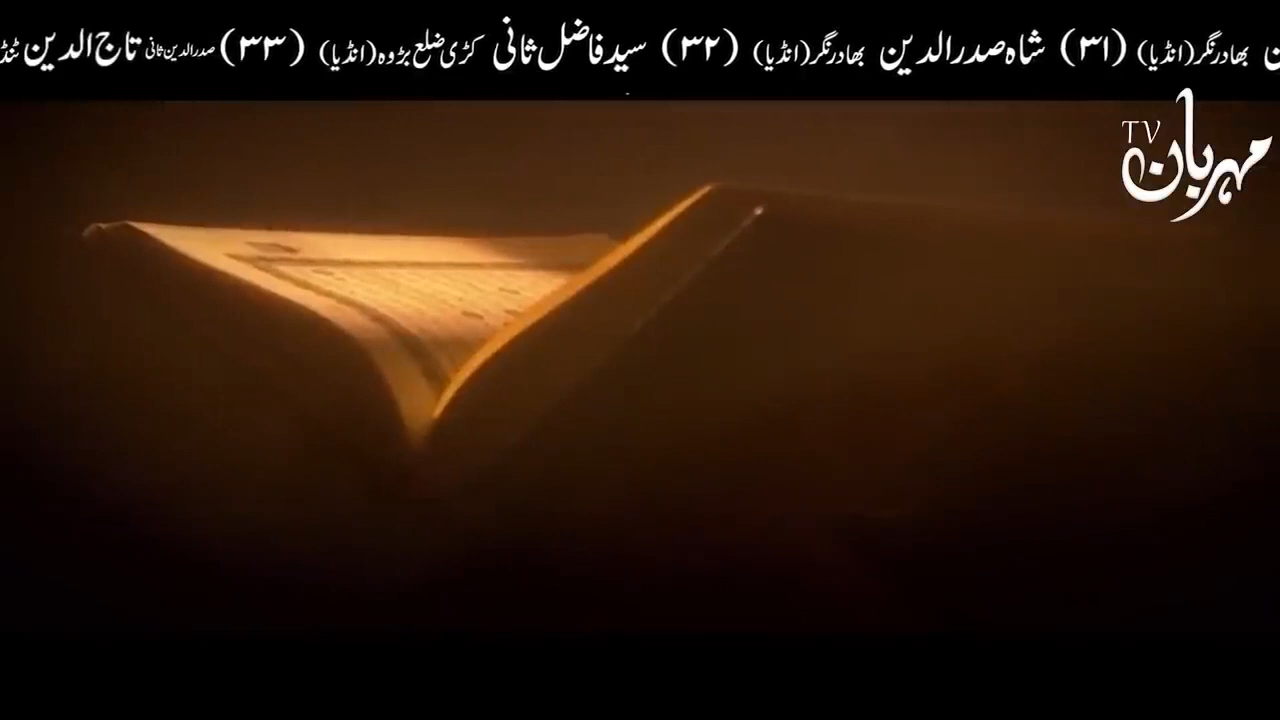 بھادرنگر(انڈیا) (۳۱) شاہ صدرالدین بھادرنگر(انڈیا) (۳۲) سید فاضل ثانی کڑی ضلع بڑوہ(انڈیا) (۳۳) صدرالدین ثانی تاج الدین
TV
مہربان